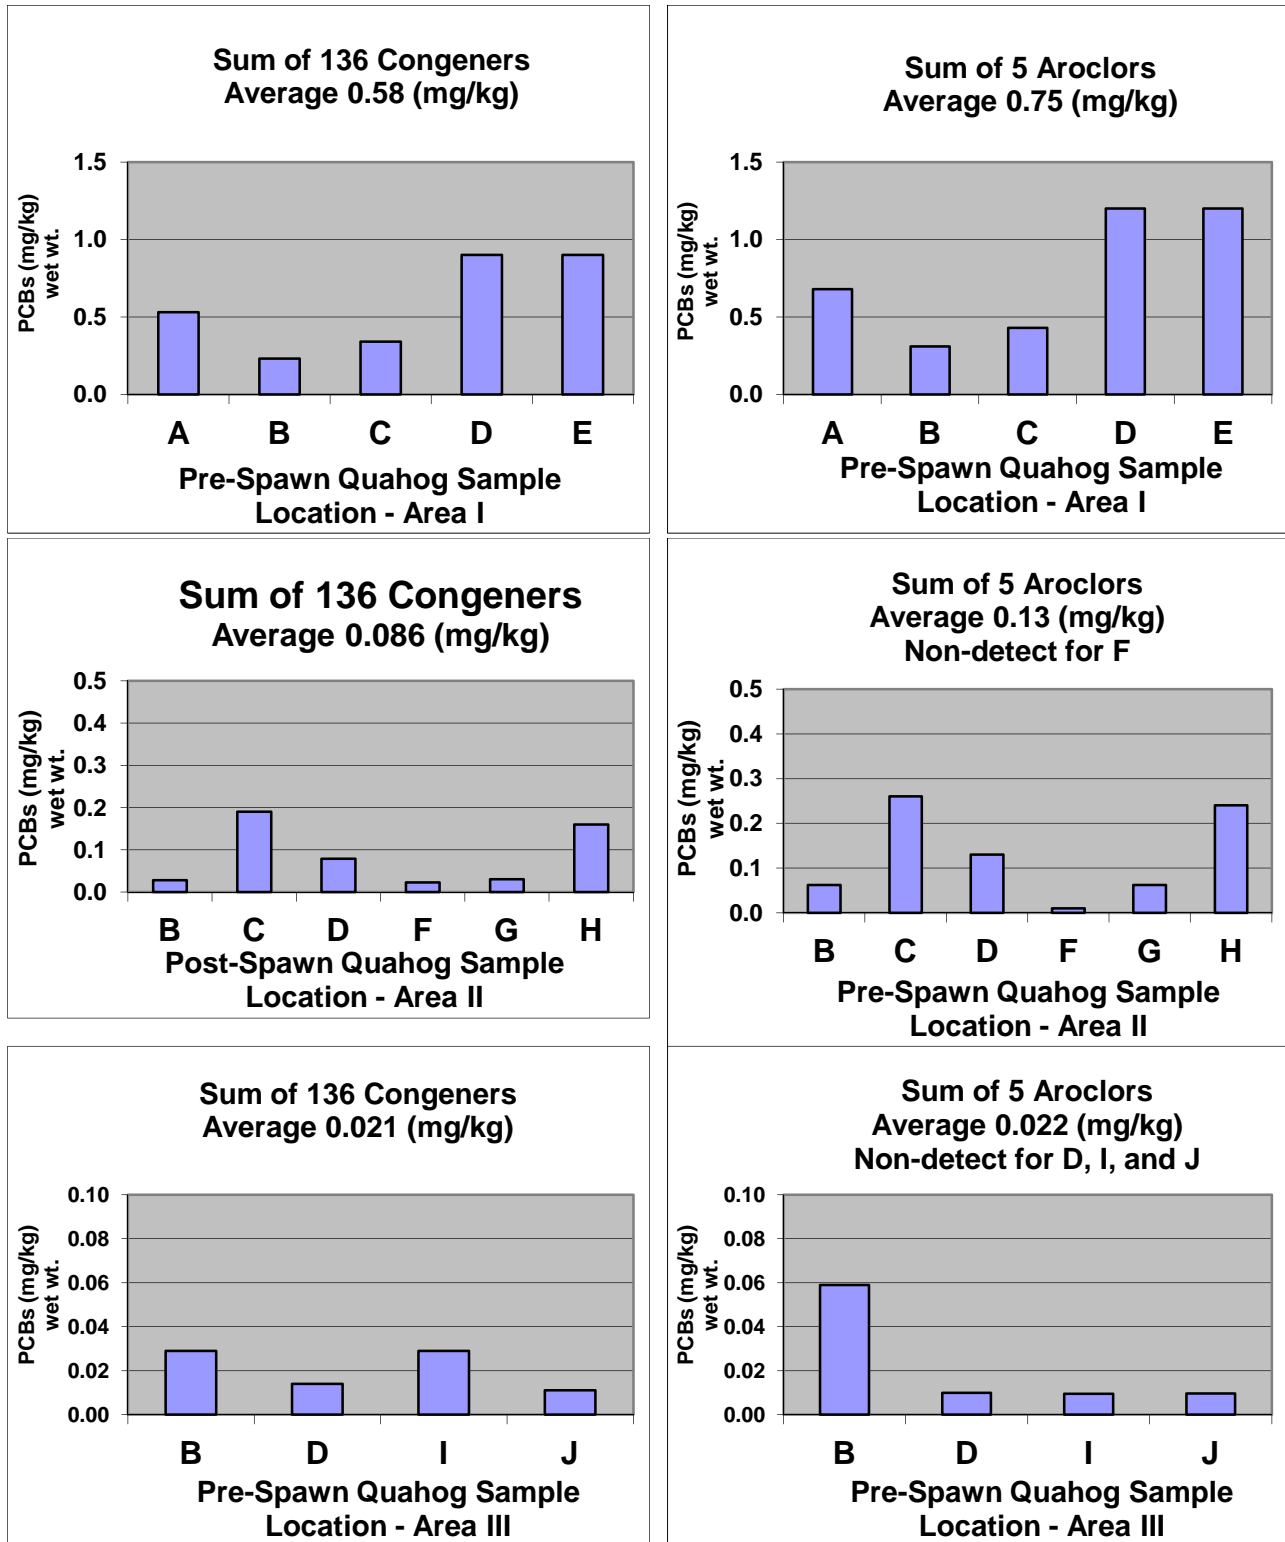 Sum of 136 Congeners
Average 0.58 (mg/kg)
PCBs (mg/kg)
wet wt.
1.5
1.0
0.5
0.0
A B C D E
Pre-Spawn Quahog Sample
Location - Area I
Sum of 5 Aroclors
Average 0.75 (mg/kg)
PCBs (mg/kg)
wet wt.
1.5
1.0
0.5
0.0
A B C D E
Pre-Spawn Quahog Sample
Location - Area I
Sum of 136 Congeners
Average 0.086 (mg/kg)
PCBs (mg/kg)
wet wt.
0.5
0.4
0.3
0.2
0.1
0.0
B C D F G H
Post-Spawn Quahog Sample
Location - Area II
Sum of 5 Aroclors
Average 0.13 (mg/kg)
Non-detect for F
PCBs (mg/kg)
wet wt.
0.5
0.4
0.3
0.2
0.1
0.0
B C D F G H
Pre-Spawn Quahog Sample
Location - Area II
Sum of 136 Congeners
Average 0.021 (mg/kg)
PCBs (mg/kg)
wet wt.
0.10
0.08
0.06
0.04
0.02
0.00
B D I J
Pre-Spawn Quahog Sample
Location - Area III
Sum of 5 Aroclors
Average 0.022 (mg/kg)
Non-detect for D, I, and J
PCBs (mg/kg)
wet wt.
0.10
0.08
0.06
0.04
0.02
0.00
B D I J
Pre-Spawn Quahog Sample
Location - Area III